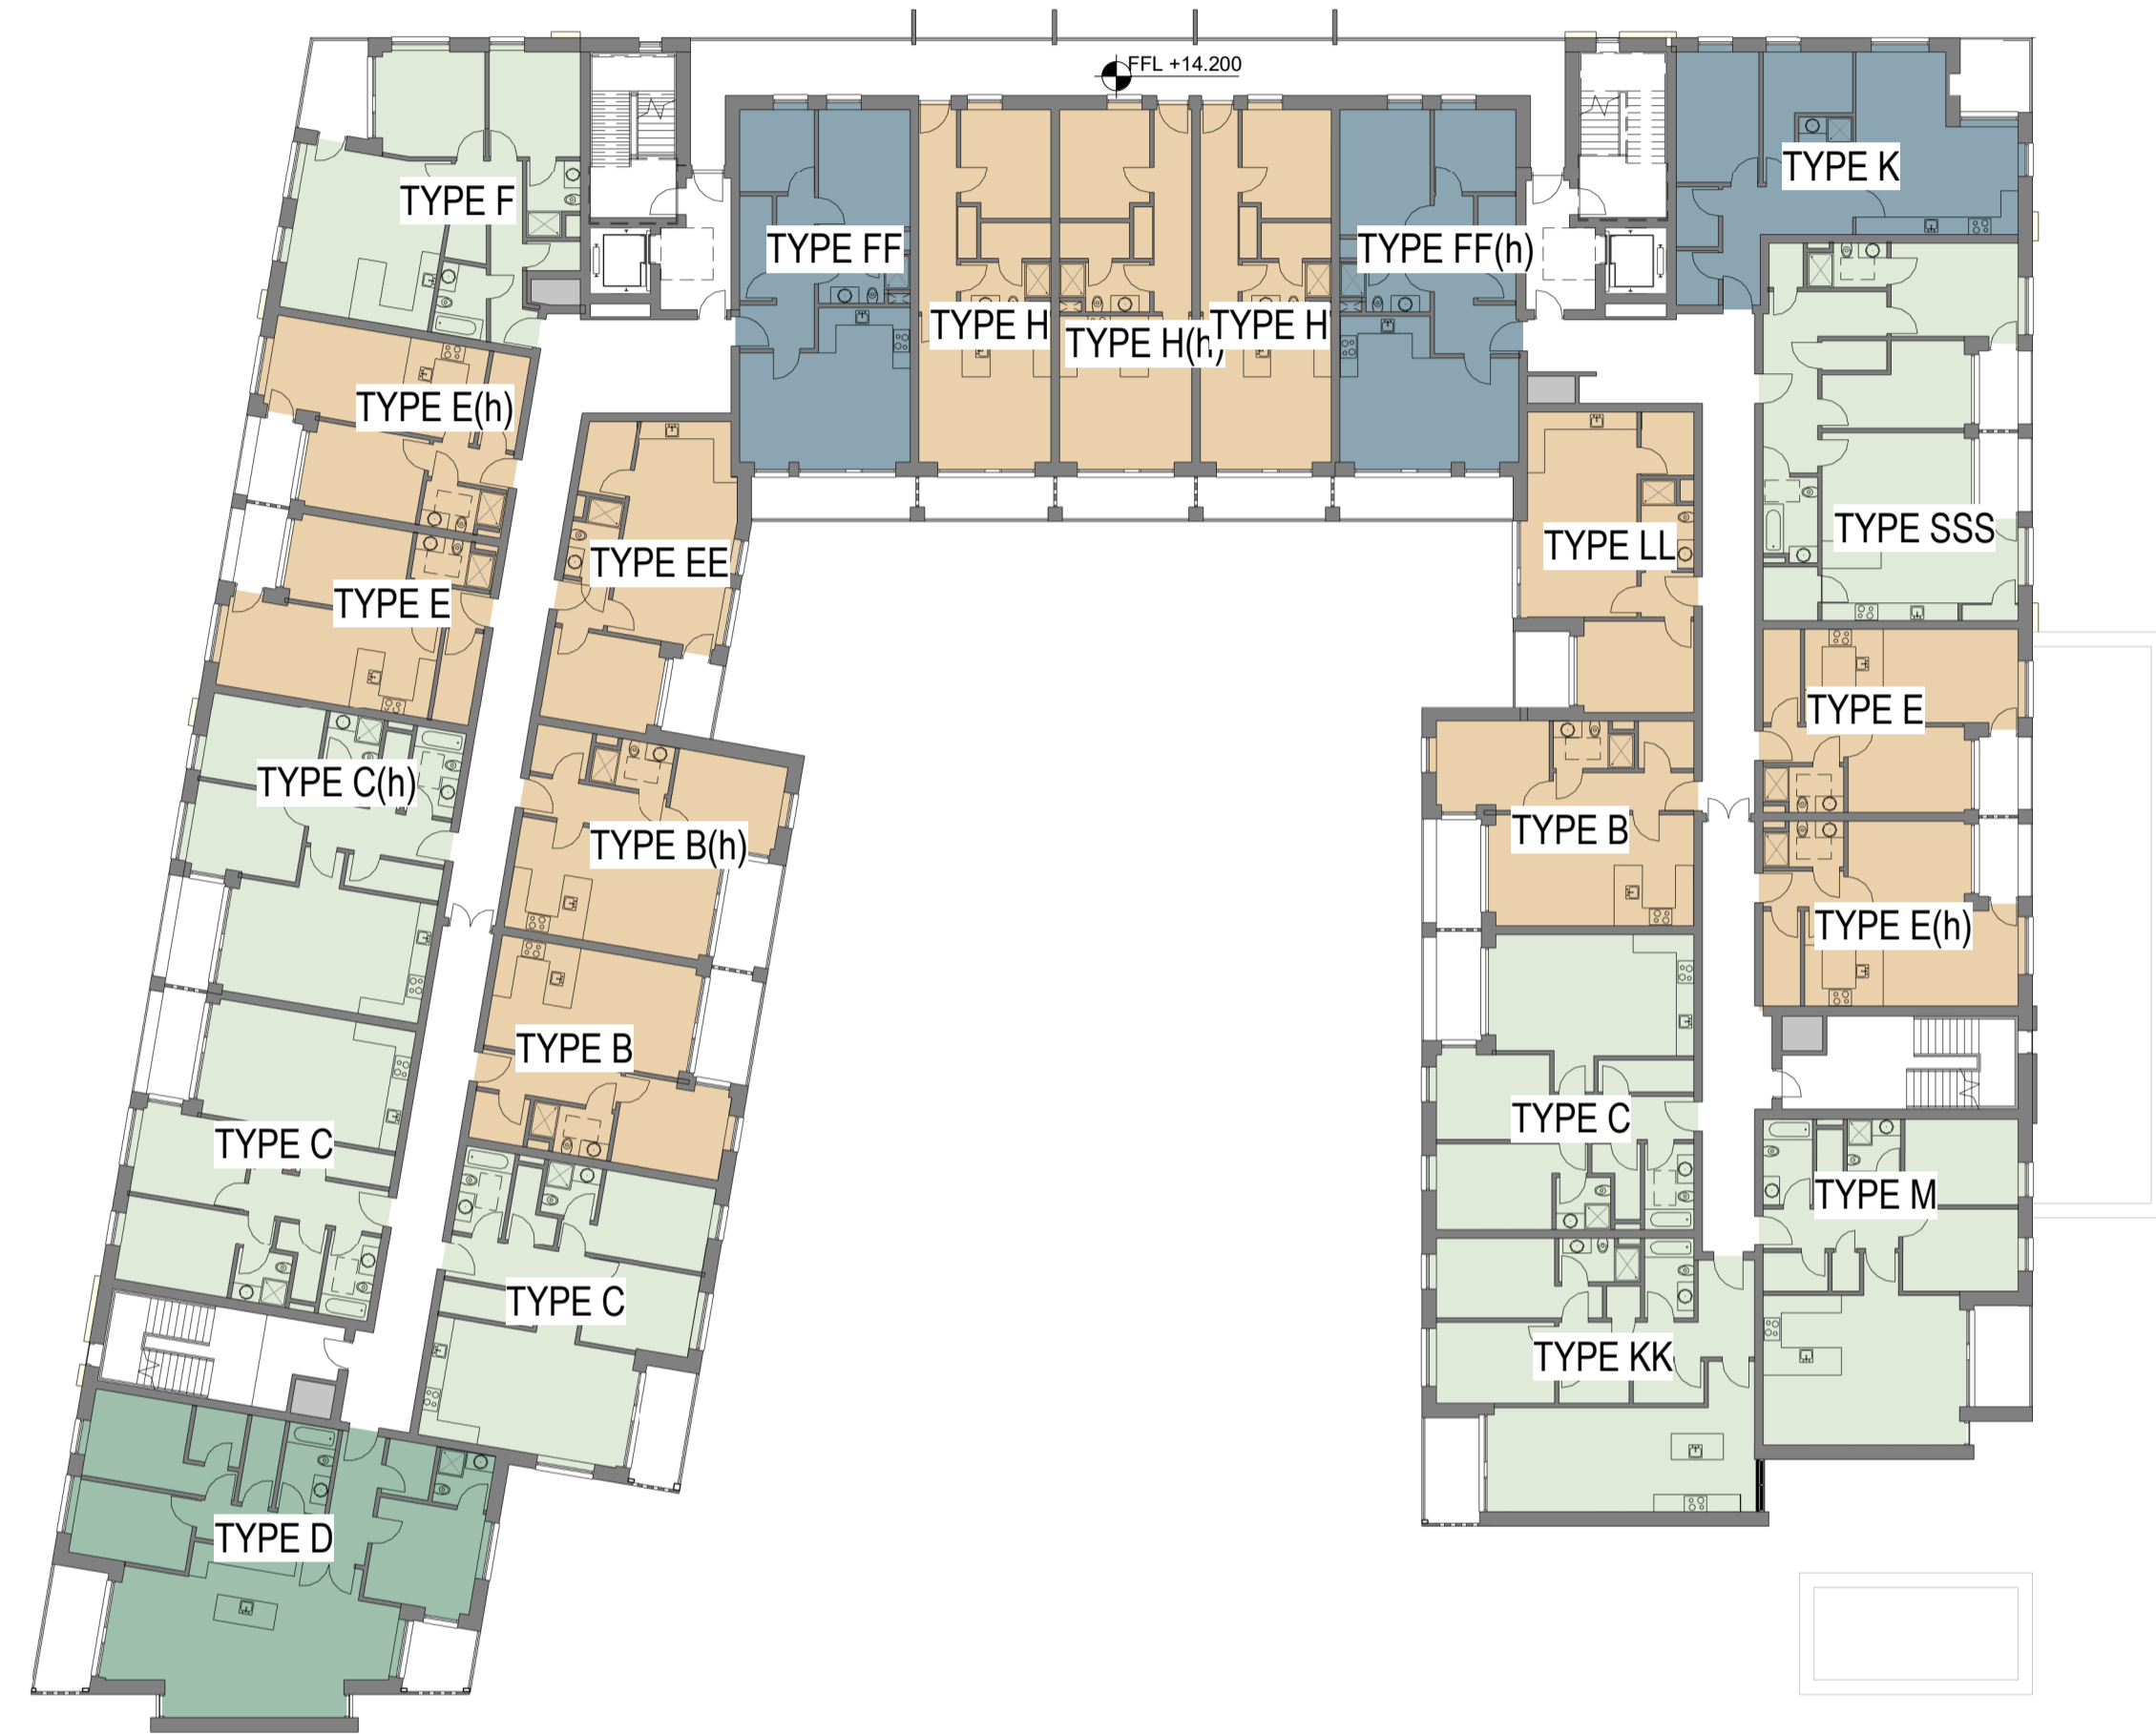 FFL +14.200
TYPE F
TYPE K
TYPE FF
TYPE FF(h)
TYPE H
TYPE H(h)
TYPE H
TYPE E(h)
TYPE SSS
TYPE EE
TYPE LL
TYPE E
TYPE E
TYPE C(h)
TYPE B(h)
TYPE B
TYPE E(h)
TYPE B
TYPE C
TYPE C
TYPE M
TYPE C
TYPE KK
TYPE D